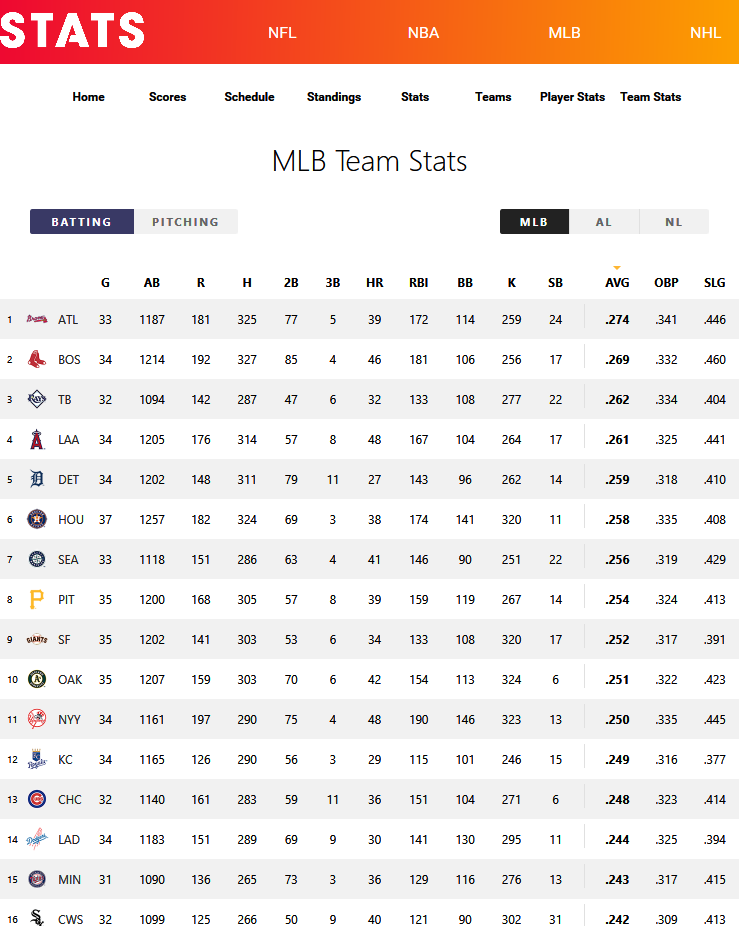 STATS NFL NBA MLB NHL
Home Scores Schedule Standings Stats Teams Player Stats Team Stats
MLB Team Stats
BATTING PITCHING MLB AL NL
G AB R H 2B 3B HR RBI BB K SB AVG OBP SLG
1 ATL 33 1187 181 325 77 5 39 172 114 259 24 .274 .341 .446
2 BOS 34 1214 192 327 85 4 46 181 106 256 17 .269 .332 .460
3 TB 32 1094 142 287 47 6 32 133 108 277 22 .262 .334 .404
4 LAA 34 1205 176 314 57 8 48 167 104 264 17 .261 .325 .441
5 DET 34 1202 148 311 79 11 27 143 96 262 14 .259 .318 .410
6 HOU 37 1257 182 324 69 3 38 174 141 320 11 .258 .335 .408
7 SEA 33 1118 151 286 63 4 41 146 90 251 22 .256 .319 .429
8 PIT 35 1200 168 305 57 8 39 159 119 267 14 .254 .324 .413
9 GIANTS SF 35 1202 141 303 53 6 34 133 108 320 17 .252 .317 .391
10 OAK 35 1207 159 303 70 6 42 154 113 324 6 .251 .322 .423
11 NYY 34 1161 197 290 75 4 48 190 146 323 13 .250 .335 .445
12 KC 34 1165 126 290 56 3 29 115 101 246 15 .249 .316 .377
13 CHC 32 1140 161 283 59 11 36 151 104 271 6 .248 .323 .414
14 LAD 34 1183 151 289 69 9 30 141 130 295 11 .244 .325 .394
15 MIN 31 1090 136 265 73 3 36 129 116 276 13 .243 .317 .415
16 CWS 32 1099 125 266 50 9 40 121 90 302 31 .242 .309 .413